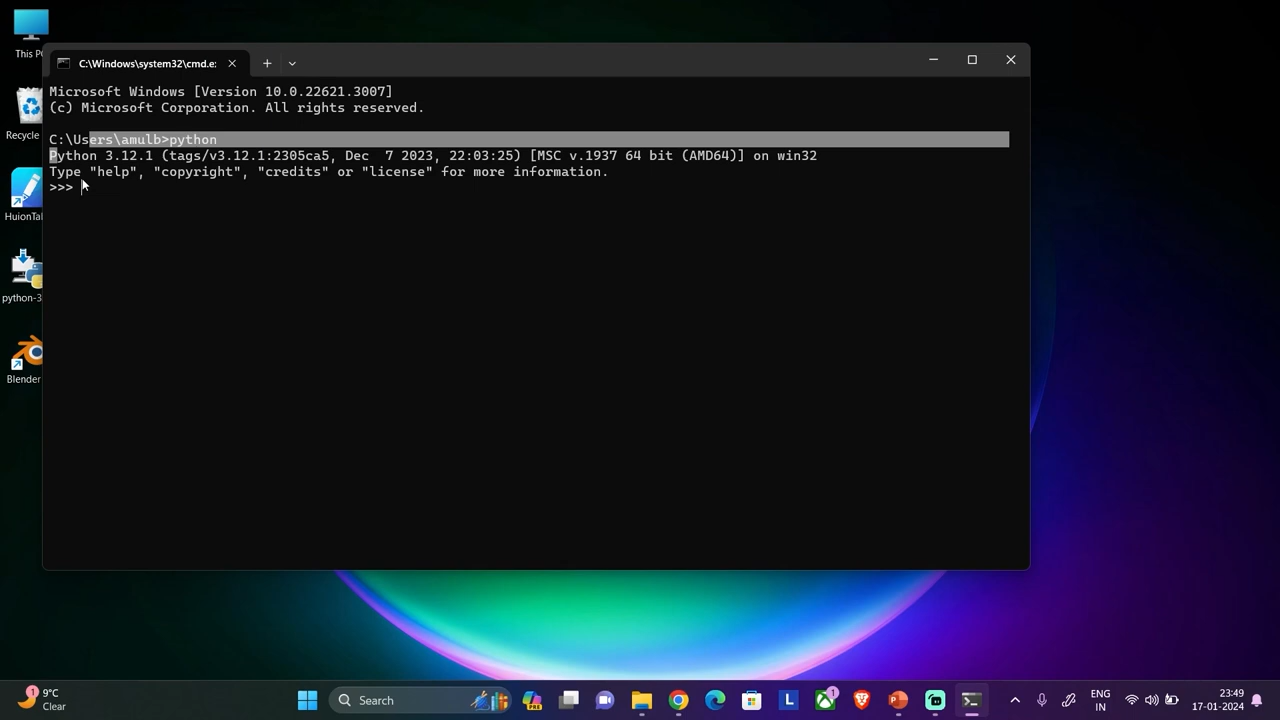 This PC
C:\Windows\system32\cmd.e:
Microsoft Windows [Version 10.0.22621.3007]
(c) Microsoft Corporation. All rights reserved.
C:\Users\amulb>python
Python 3.12.1 (tags/v3.12.1:2305ca5, Dec  7 2023, 22:03:25) [MSC v.1937 64 bit (AMD64)] on win32
Type "help", "copyright", "credits" or "license" for more information.
>>>
Recycle
HuionTa
python-3
Blender
1
9°C
Clear
Search
PRE
L
1
ENG
IN
23:49
17-01-2024